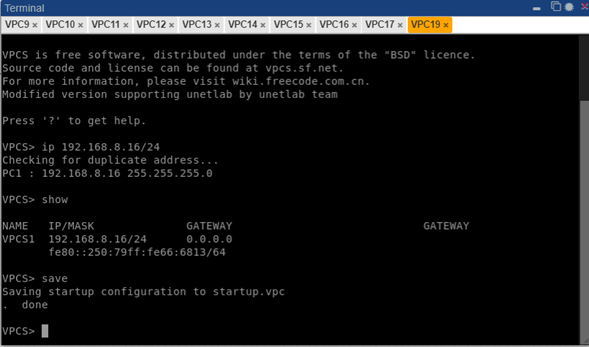 Terminal
VPC9 × VPC10 × VPC11 × VPC12 × VPC13 × VPC14 × VPC15 × VPC16 × VPC17 × VPC19 ×
VPCS is free software, distributed under the terms of the "BSD" licence.
Source code and license can be found at vpcs.sf.net.
For more information, please visit wiki.freecode.com.cn.
Modified version supporting unetlab by unetlab team
Press '?' to get help.
VPCS> ip 192.168.8.16/24
Checking for duplicate address...
PC1 : 192.168.8.16 255.255.255.0
VPCS> show
NAME IP/MASK GATEWAY GATEWAY
VPCS1 192.168.8.16/24 0.0.0.0
fe80::250:79ff:fe66:6813/64
VPCS> save
Saving startup configuration to startup.vpc
. done
VPCS>